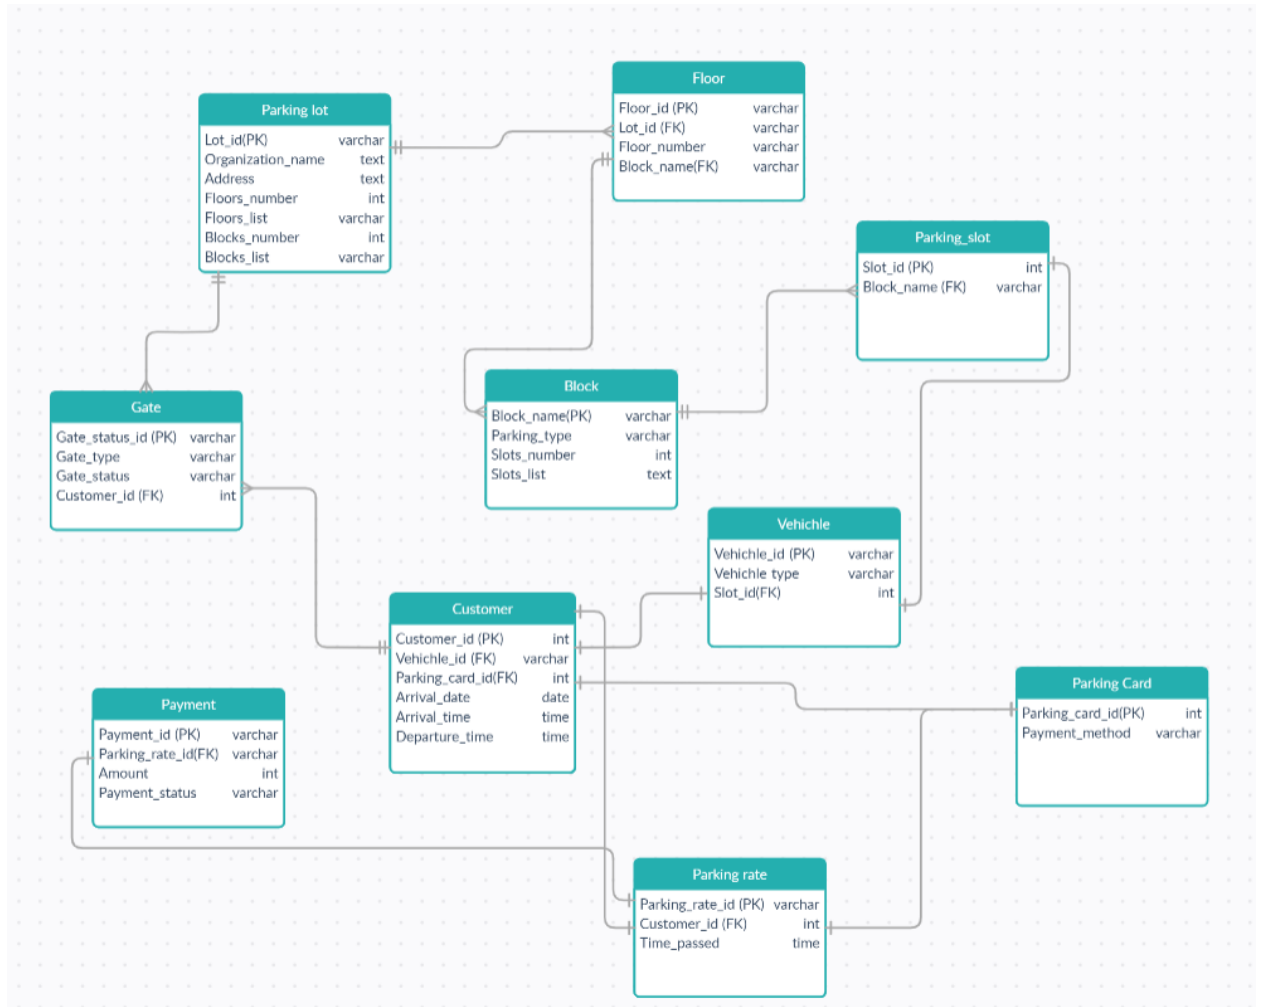 Floor
Floor_id (PK) varchar
Lot_id (FK) varchar
Floor_number varchar
Block_name(FK) varchar
Parking lot
Lot_id(PK) varchar
Organization_name text
Address text
Floors_number int
Floors_list varchar
Blocks_number int
Blocks_list varchar
Parking_slot
Slot_id (PK) int
Block_name (FK) varchar
Block
Block_name(PK) varchar
Parking_type varchar
Slots_number int
Slots_list text
Gate
Gate_status_id (PK) varchar
Gate_type varchar
Gate_status varchar
Customer_id (FK) int
Vehichle
Vehichle_id (PK) varchar
Vehichle type varchar
Slot_id(FK) int
Customer
Customer_id (PK) int
Vehichle_id (FK) varchar
Parking_card_id(FK) int
Arrival_date date
Arrival_time time
Departure_time time
Parking Card
Parking_card_id(PK) int
Payment_method varchar
Payment
Payment_id (PK) varchar
Parking_rate_id(FK) varchar
Amount int
Payment_status varchar
Parking rate
Parking_rate_id (PK) varchar
Customer_id (FK) int
Time_passed time